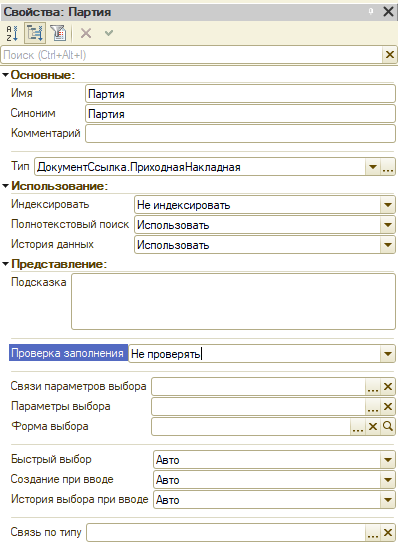 Свойства: Партия
Поиск (Ctrl+Alt+I)
Основные:
Имя Партия
Синоним Партия
Комментарий
Тип ДокументСсылка.ПриходнаяНакладная
Использование:
Индексировать Не индексировать
Полнотекстовый поиск Использовать
История данных Использовать
Представление:
Подсказка
Проверка заполнения Не проверять
Связи параметров выбора
Параметры выбора
Форма выбора
Быстрый выбор Авто
Создание при вводе Авто
История выбора при вводе Авто
Связь по типу